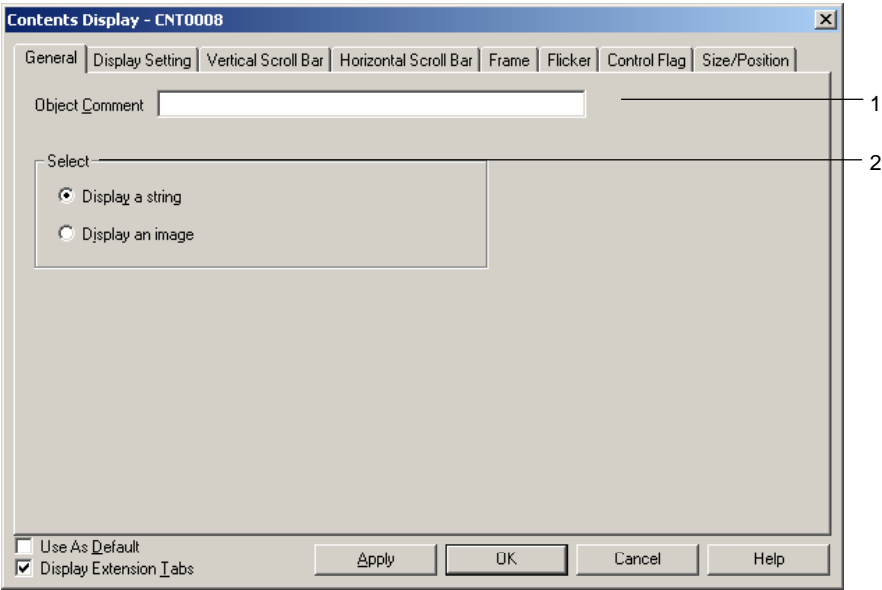 Contents Display - CNT0008
General Display Setting Vertical Scroll Bar Horizontal Scroll Bar Frame Flicker Control Flag Size/Position
Object Comment 1
Select 2
Display a string
Display an image
Use As Default
Display Extension Tabs
Apply OK Cancel Help